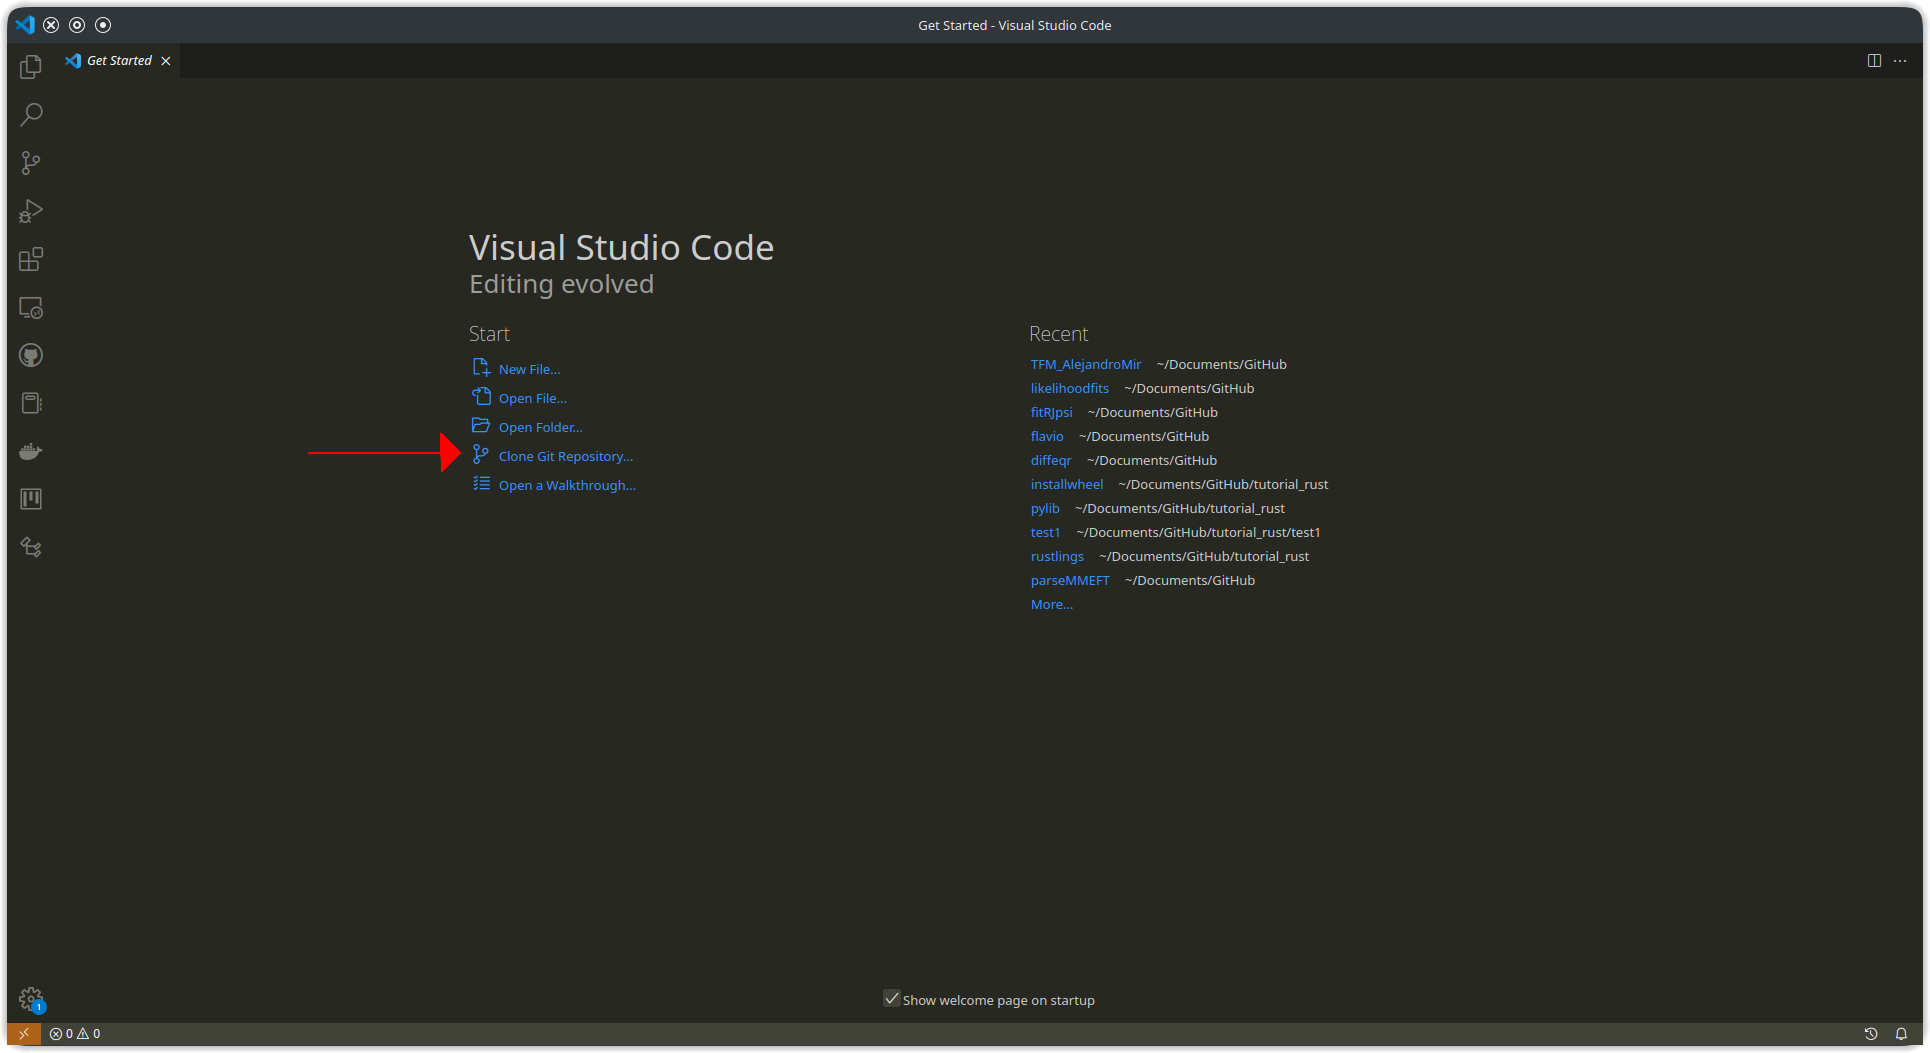 Get Started - Visual Studio Code
Get Started
Visual Studio Code
Editing evolved
Start
New File...
Open File...
Open Folder...
Clone Git Repository...
Open a Walkthrough...
Recent
TFM_AlejandroMir ~/Documents/GitHub
likelihoodfits ~/Documents/GitHub
fitRJpsi ~/Documents/GitHub
flavio ~/Documents/GitHub
diffeqr ~/Documents/GitHub
installwheel ~/Documents/GitHub/tutorial_rust
pylib ~/Documents/GitHub/tutorial_rust
test1 ~/Documents/GitHub/tutorial_rust/test1
rustlings ~/Documents/GitHub/tutorial_rust
parseMMEFT ~/Documents/GitHub
More...
1
Show welcome page on startup
0 0